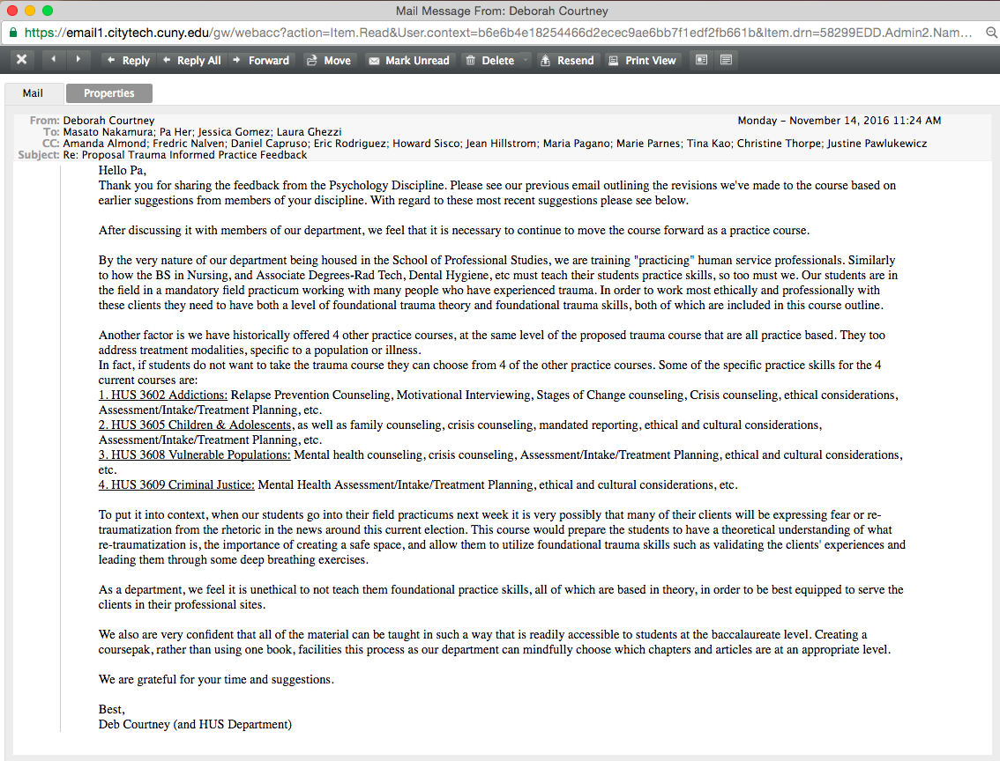 Mail Message From: Deborah Courtney
https://email1.citytech.cuny.edu/gw/webacc?action=Item.Read&User.context=b6e6b4e18254466d2ecec9ae6bb7f1edf2fb661b&Item.drn=58299EDD.Admin2.Nam...
Reply Reply All Forward Move Mark Unread Delete Resend Print View
Mail Properties
From: Deborah Courtney Monday - November 14, 2016 11:24 AM
To: Masato Nakamura; Pa Her; Jessica Gomez; Laura Ghezzi
CC: Amanda Almond; Fredric Nalven; Daniel Capruso; Eric Rodriguez; Howard Sisco; Jean Hillstrom; Maria Pagano; Marie Parnes; Tina Kao; Christine Thorpe; Justine Pawlukewicz
Subject: Re: Proposal Trauma Informed Practice Feedback
Hello Pa,
Thank you for sharing the feedback from the Psychology Discipline. Please see our previous email outlining the revisions we've made to the course based on
earlier suggestions from members of your discipline. With regard to these most recent suggestions please see below.
After discussing it with members of our department, we feel that it is necessary to continue to move the course forward as a practice course.
By the very nature of our department being housed in the School of Professional Studies, we are training "practicing" human service professionals. Similarly
to how the BS in Nursing, and Associate Degrees-Rad Tech, Dental Hygiene, etc must teach their students practice skills, so too must we. Our students are in
the field in a mandatory field practicum working with many people who have experienced trauma. In order to work most ethically and professionally with
these clients they need to have both a level of foundational trauma theory and foundational trauma skills, both of which are included in this course outline.
Another factor is we have historically offered 4 other practice courses, at the same level of the proposed trauma course that are all practice based. They too
address treatment modalities, specific to a population or illness.
In fact, if students do not want to take the trauma course they can choose from 4 of the other practice courses. Some of the specific practice skills for the 4
current courses are:
1. HUS 3602 Addictions: Relapse Prevention Counseling, Motivational Interviewing, Stages of Change counseling, Crisis counseling, ethical considerations,
Assessment/Intake/Treatment Planning, etc.
2. HUS 3605 Children & Adolescents, as well as family counseling, crisis counseling, mandated reporting, ethical and cultural considerations,
Assessment/Intake/Treatment Planning, etc.
3. HUS 3608 Vulnerable Populations: Mental health counseling, crisis counseling, Assessment/Intake/Treatment Planning, ethical and cultural considerations,
etc.
4. HUS 3609 Criminal Justice: Mental Health Assessment/Intake/Treatment Planning, ethical and cultural considerations, etc.
To put it into context, when our students go into their field practicums next week it is very possibly that many of their clients will be expressing fear or re-
traumatization from the rhetoric in the news around this current election. This course would prepare the students to have a theoretical understanding of what
re-traumatization is, the importance of creating a safe space, and allow them to utilize foundational trauma skills such as validating the clients' experiences and
leading them through some deep breathing exercises.
As a department, we feel it is unethical to not teach them foundational practice skills, all of which are based in theory, in order to be best equipped to serve the
clients in their professional sites.
We also are very confident that all of the material can be taught in such a way that is readily accessible to students at the baccalaureate level. Creating a
coursepak, rather than using one book, facilities this process as our department can mindfully choose which chapters and articles are at an appropriate level.
We are grateful for your time and suggestions.
Best,
Deb Courtney (and HUS Department)